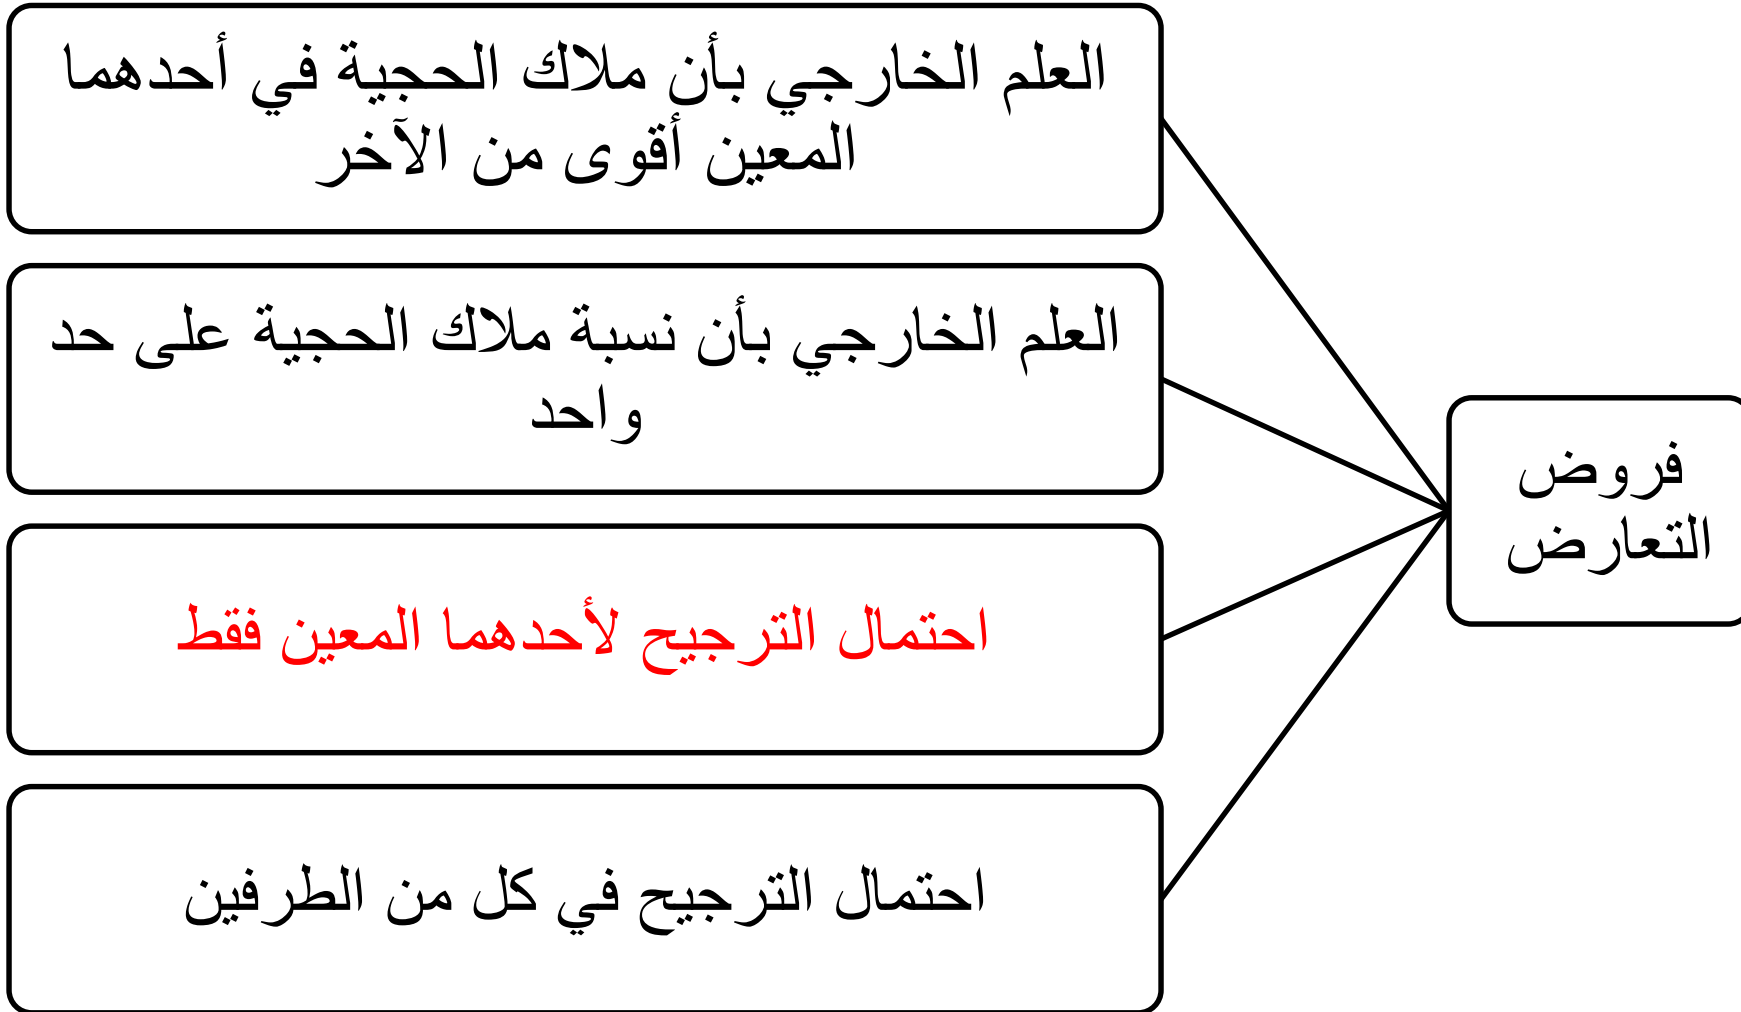 فروض
التعارض
العلم الخارجي بأن ملاك الحجية في أحدهما
المعين أقوى من الآخر
العلم الخارجي بأن نسبة ملاك الحجية على حد
واحد
احتمال الترجيح لأحدهما المعين فقط
احتمال الترجيح في كل من الطرفين